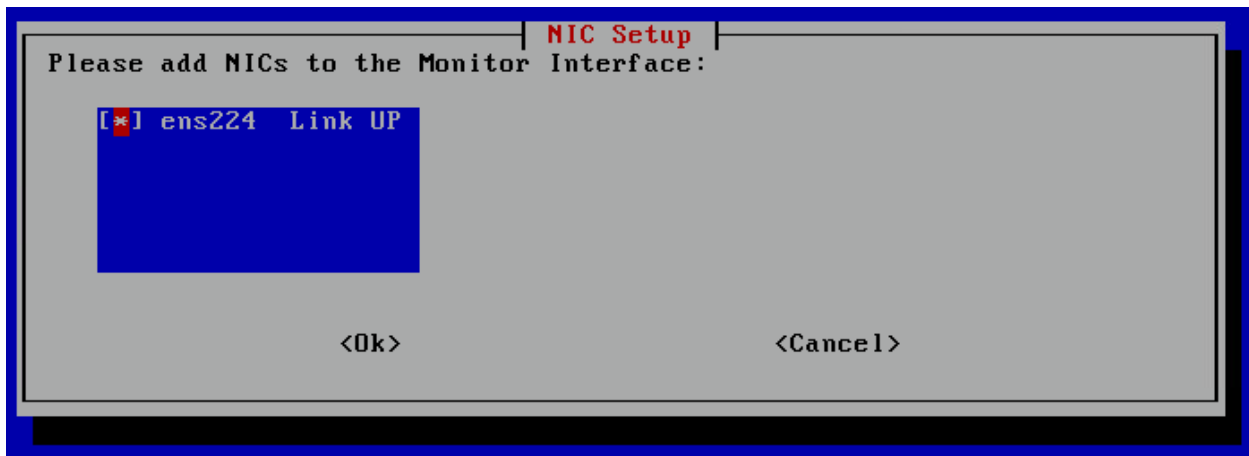 NIC Setup
Please add NICs to the Monitor Interface:
[*] ens224  Link UP
<Ok>
<Cancel>